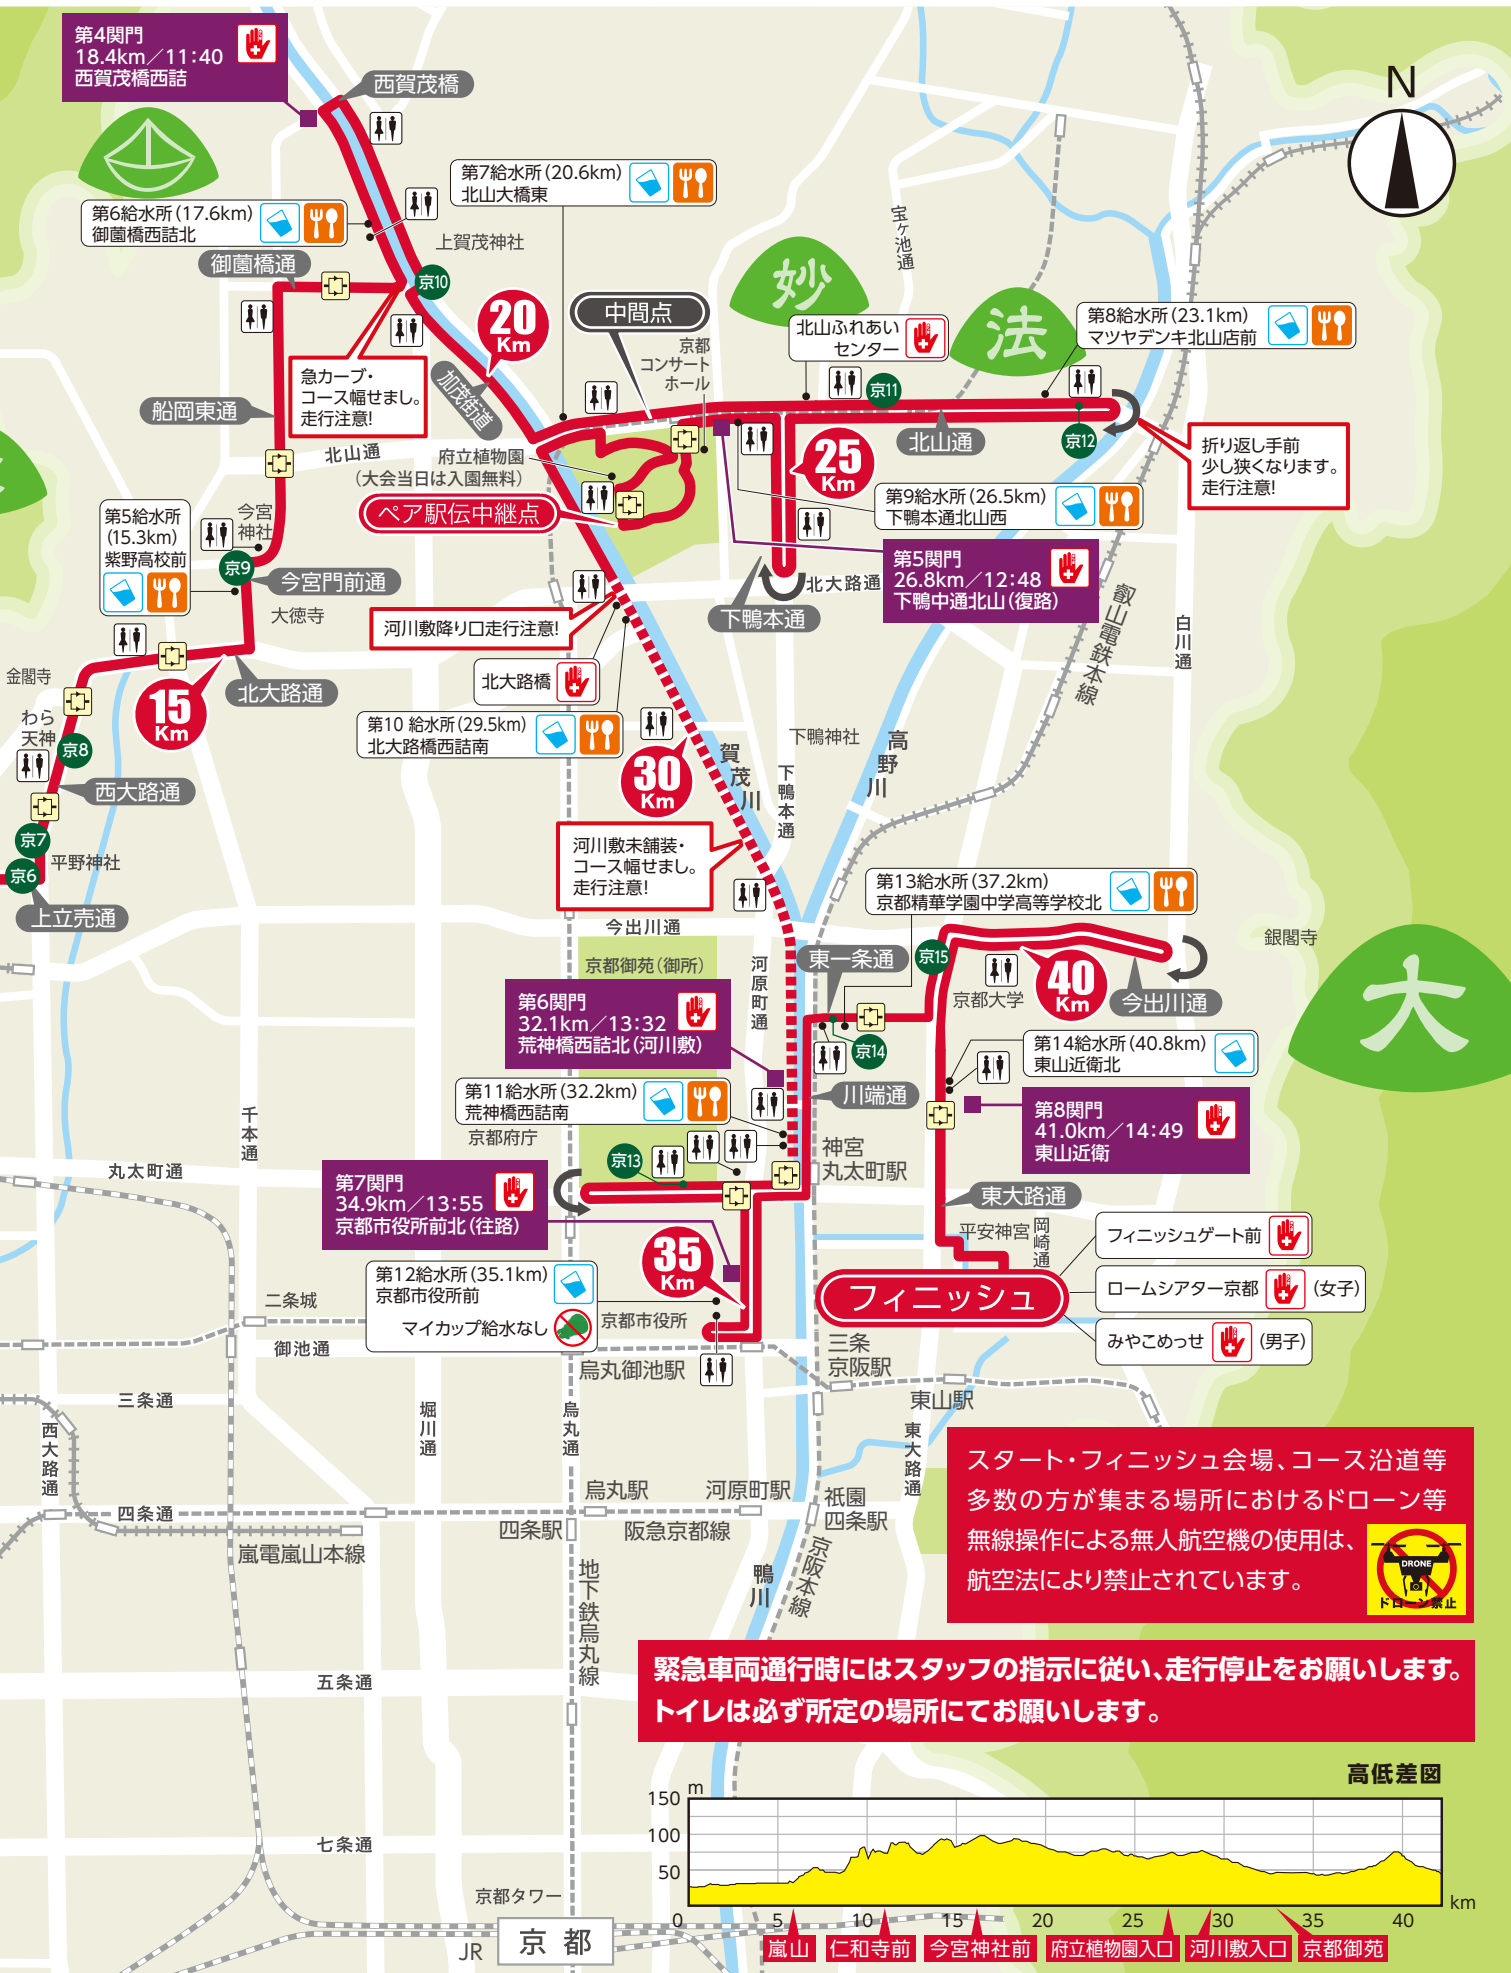 第4関門
18.4km／11：40
西賀茂橋西詰
西賀茂橋
N
第7給水所（20.6km）
北山大橋東
第6給水所（17.6km）
御薗橋西詰北
上賀茂神社
宝ヶ池通
御薗橋通
京10
妙
法
20
Km
中間点
京都
コンサート
ホール
北山ふれあい
センター
第8給水所（23.1km）
マツヤデンキ北山店前
急カーブ・
コース幅せまし。
走行注意!
加茂街道
京11
船岡東通
北山通
京12
北山通
折り返し手前
少し狭くなります。
走行注意!
府立植物園
（大会当日は入園無料）
25
Km
ペア駅伝中継点
第9給水所（26.5km）
下鴨本通北山西
第5給水所
（15.3km）
紫野高校前
今宮
神社
京9
今宮門前通
大徳寺
第5関門
26.8km／12：48
下鴨中通北山（復路）
北大路通
下鴨本通
叡山電鉄本線
白川通
河川敷降り口走行注意!
北大路橋
金閣寺
15
Km
北大路通
わら
天神
京8
第10 給水所（29.5km）
北大路橋西詰南
30
Km
賀茂川
下鴨神社
高野川
下鴨本通
西大路通
京7
平野神社
京6
上立売通
河川敷未舗装・
コース幅せまし。
走行注意!
第13給水所（37.2km）
京都精華学園中学高等学校北
今出川通
京都御苑（御所）
河原町通
東一条通
京15
銀閣寺
大
京都大学
40
Km
今出川通
第6関門
32.1km／13：32
荒神橋西詰北（河川敷）
京14
第14給水所（40.8km）
東山近衛北
第11給水所（32.2km）
荒神橋西詰南
川端通
第8関門
41.0km／14：49
東山近衛
千本通
京都府庁
神宮
丸太町駅
丸太町通
京13
第7関門
34.9km／13：55
京都市役所前北（往路）
東大路通
平安神宮
岡崎通
フィニッシュゲート前
35
Km
第12給水所（35.1km）
京都市役所前
マイカップ給水なし
ロームシアター京都
（女子）
フィニッシュ
みやこめっせ
（男子）
二条城
京都市役所
御池通
烏丸御池駅
三条
京阪駅
東山駅
三条通
西大路通
堀川通
烏丸通
東大路通
スタート・フィニッシュ会場、コース沿道等
多数の方が集まる場所におけるドローン等
無線操作による無人航空機の使用は、
航空法により禁止されています。
DRONE
ドローン禁止
四条通
烏丸駅
河原町駅
祇園
四条駅
四条駅
阪急京都線
嵐電嵐山本線
地下鉄烏丸線
鴨川
京阪本線
緊急車両通行時にはスタッフの指示に従い、走行停止をお願いします。
トイレは必ず所定の場所にてお願いします。
五条通
七条通
高低差図
m
150
100
50
0
5
10
15
20
25
30
35
40
km
嵐山
仁和寺前
今宮神社前
府立植物園入口
河川敷入口
京都御苑
京都タワー
JR
京都